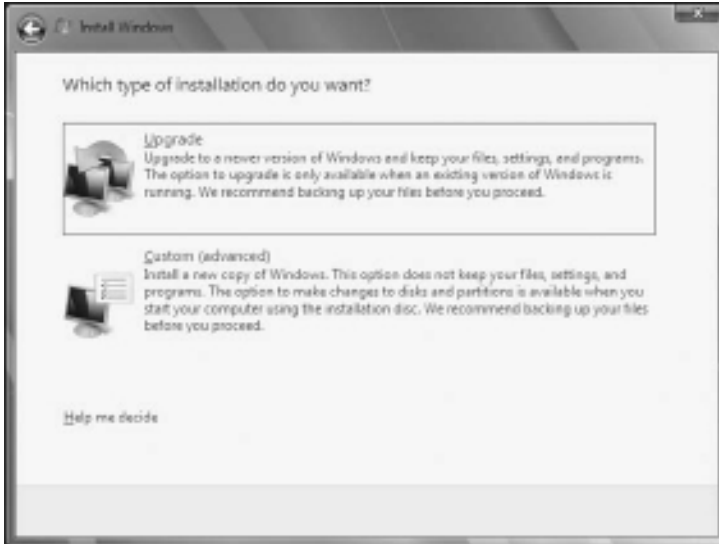 Install Windows
Which type of installation do you want?
Upgrade
Upgrade to a newer version of Windows and keep your files, settings, and programs.
The option to upgrade is only available when an existing version of Windows is
running. We recommend backing up your files before you proceed.
Custom (advanced)
Install a new copy of Windows. This option does not keep your files, settings, and
programs. The option to make changes to disks and partitions is available when you
start your computer using the installation disc. We recommend backing up your files
before you proceed.
Help me decide